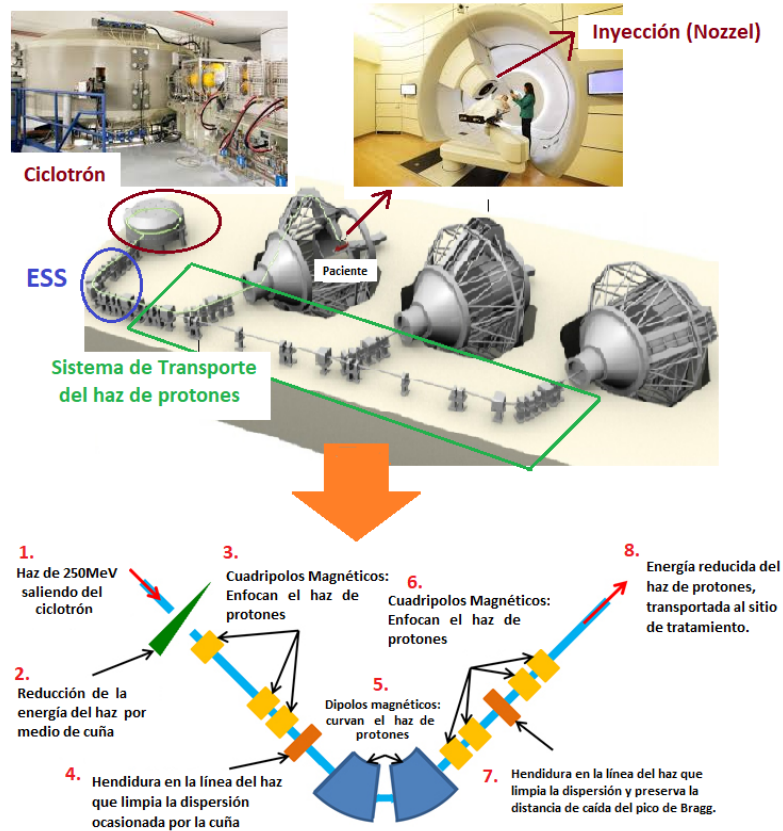 Inyección (Nozzel)
Ciclotrón
ESS
Paciente
Sistema de Transporte
del haz de protones
1.
Haz de 250MeV
saliendo del
ciclotrón
2.
Reducción de la
energía del haz por
medio de cuña
3.
Cuadripolos Magnéticos:
Enfocan el haz de
protones
4.
Hendidura en la línea del haz
que limpia la dispersión
ocasionada por la cuña
5.
Dipolos magnéticos:
curvan el haz de
protones
6.
Cuadripolos Magnéticos:
Enfocan el haz de
protones
7.
Hendidura en la línea del haz que
limpia la dispersión y preserva la
distancia de caída del pico de Bragg.
8.
Energía reducida del
haz de protones,
transportada al sitio
de tratamiento.